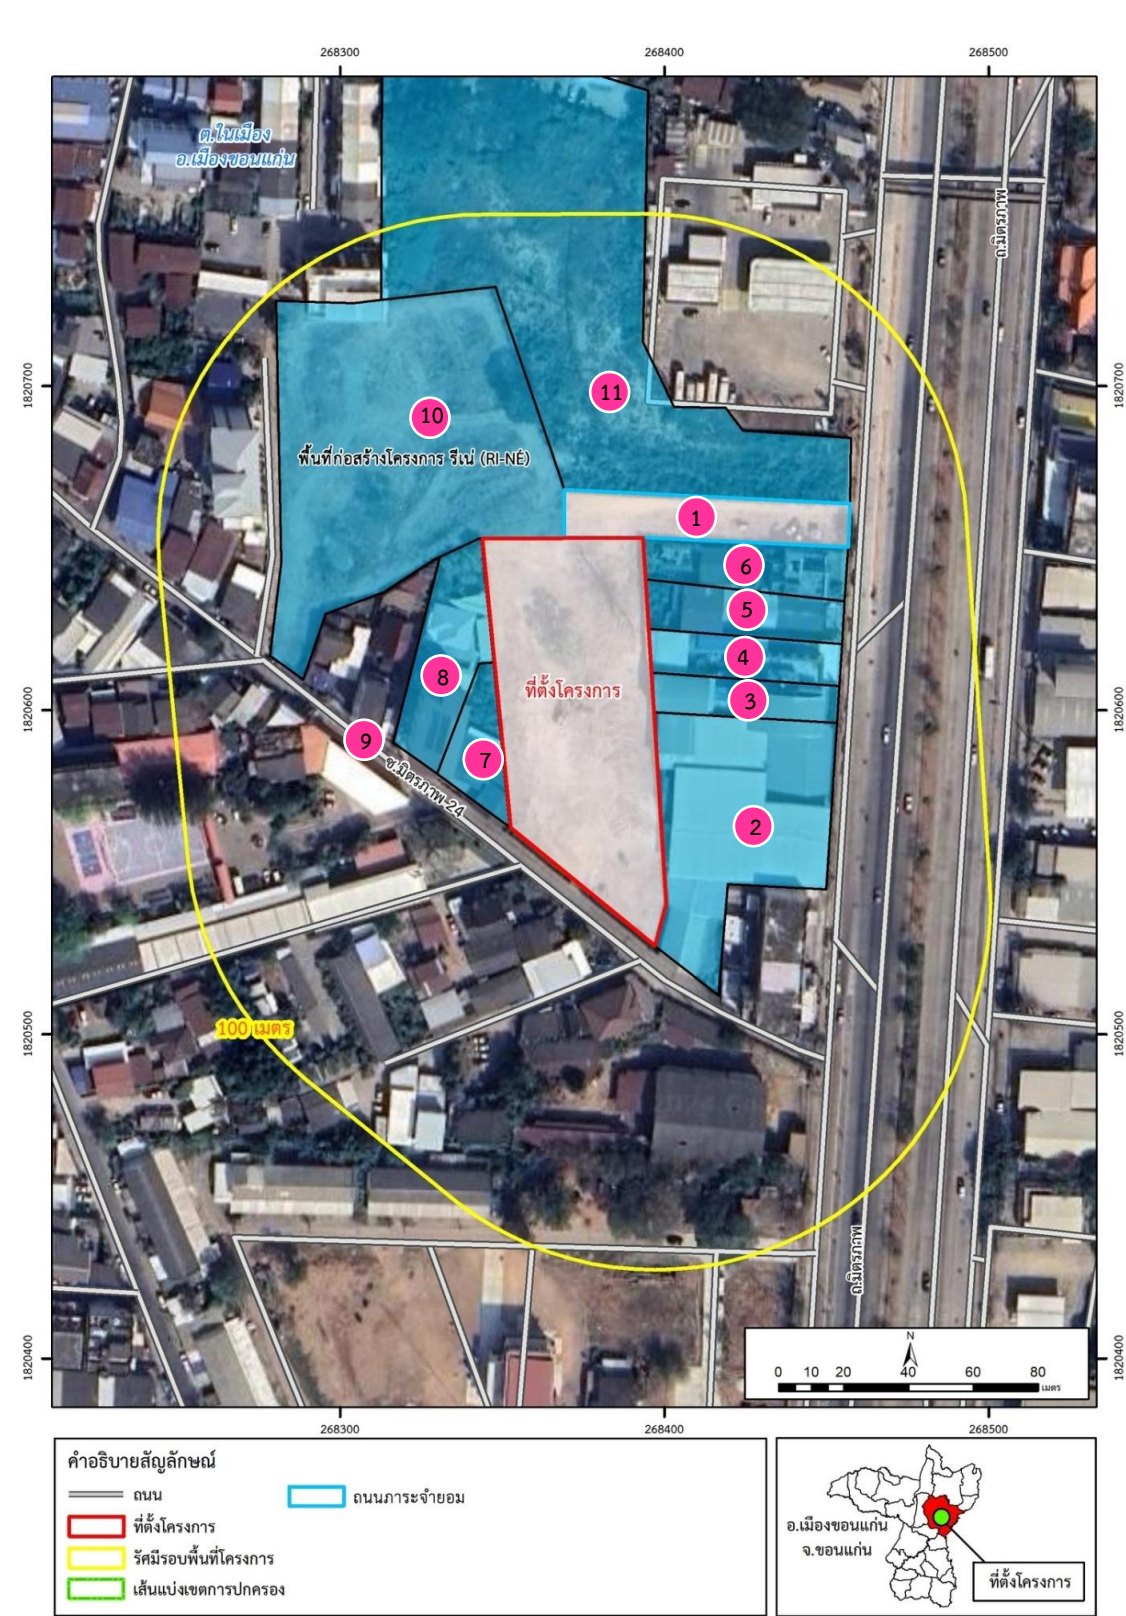 268300 268400 268500
ต.ในเมือง
อ.เมืองขอนแก่น
ถ.มิตรภาพ
1820700 1820700
11
10
พื้นที่ก่อสร้างโครงการ รีเน่ (RI-NÉ)
1
6
5
4
8
ที่ตั้งโครงการ
3
1820600 1820600
9
7
ซ.มิตรภาพ 24
2
100 เมตร
1820500 1820500
ถ.มิตรภาพ
N
0 10 20 40 60 80
เมตร
1820400 1820400
268300 268400 268500
คำอธิบายสัญลักษณ์
ถนน
ถนนภาระจำยอม
ที่ตั้งโครงการ
รัศมีรอบพื้นที่โครงการ
เส้นแบ่งเขตการปกครอง
อ.เมืองขอนแก่น
จ.ขอนแก่น
ที่ตั้งโครงการ